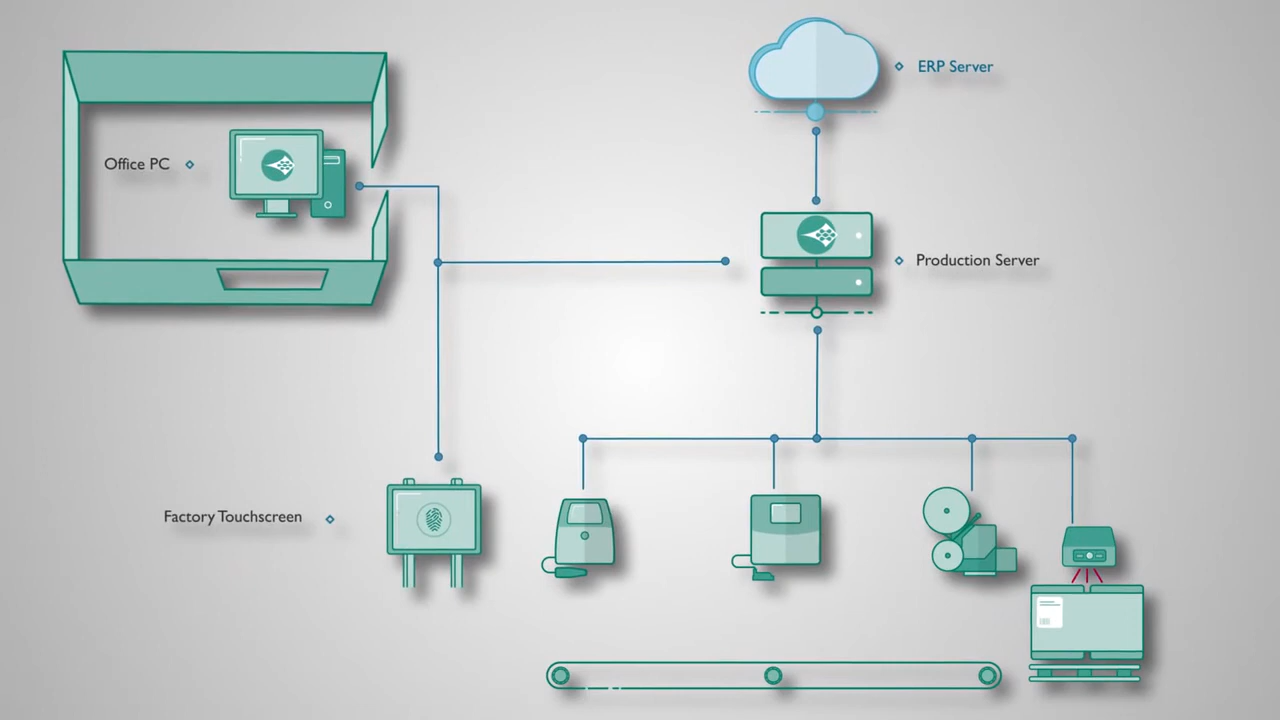 ERP Server
Office PC
Production Server
Factory Touchscreen